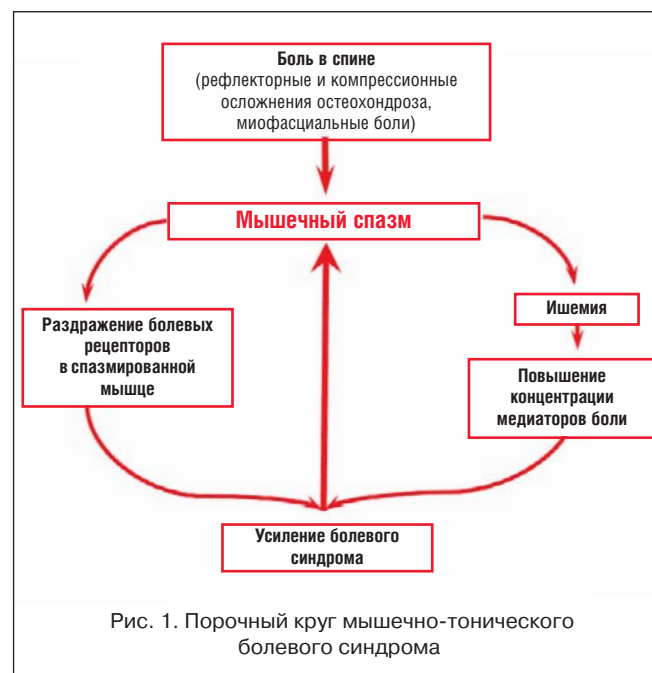 Боль в спине
(рефлекторные и компрессионные
осложнения остеохондроза,
миофасциальные боли)
Мышечный спазм
Раздражение болевых
рецепторов
в спазмированной
мышце
Ишемия
Повышение
концентрации
медиаторов боли
Усиление болевого
синдрома
Рис. 1. Порочный круг мышечно-тонического
болевого синдрома